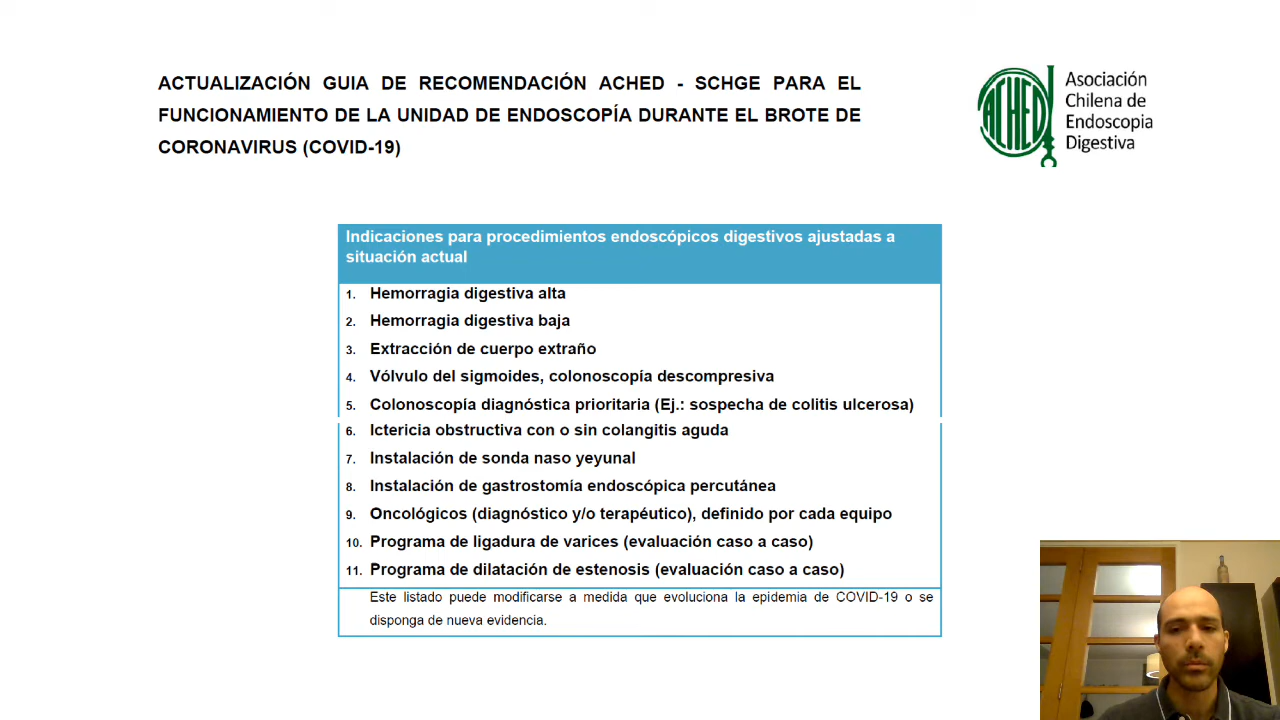 ACTUALIZACIÓN GUIA DE RECOMENDACIÓN ACHED - SCHGE PARA EL
FUNCIONAMIENTO DE LA UNIDAD DE ENDOSCOPÍA DURANTE EL BROTE DE
CORONAVIRUS (COVID-19)
ACHED
Asociación
Chilena de
Endoscopia
Digestiva
Indicaciones para procedimientos endoscópicos digestivos ajustadas a
situación actual
1. Hemorragia digestiva alta
2. Hemorragia digestiva baja
3. Extracción de cuerpo extraño
4. Vólvulo del sigmoides, colonoscopía descompresiva
5. Colonoscopía diagnóstica prioritaria (Ej.: sospecha de colitis ulcerosa)
6. Ictericia obstructiva con o sin colangitis aguda
7. Instalación de sonda naso yeyunal
8. Instalación de gastrostomía endoscópica percutánea
9. Oncológicos (diagnóstico y/o terapéutico), definido por cada equipo
10. Programa de ligadura de varices (evaluación caso a caso)
11. Programa de dilatación de estenosis (evaluación caso a caso)
Este listado puede modificarse a medida que evoluciona la epidemia de COVID-19 o se
disponga de nueva evidencia.